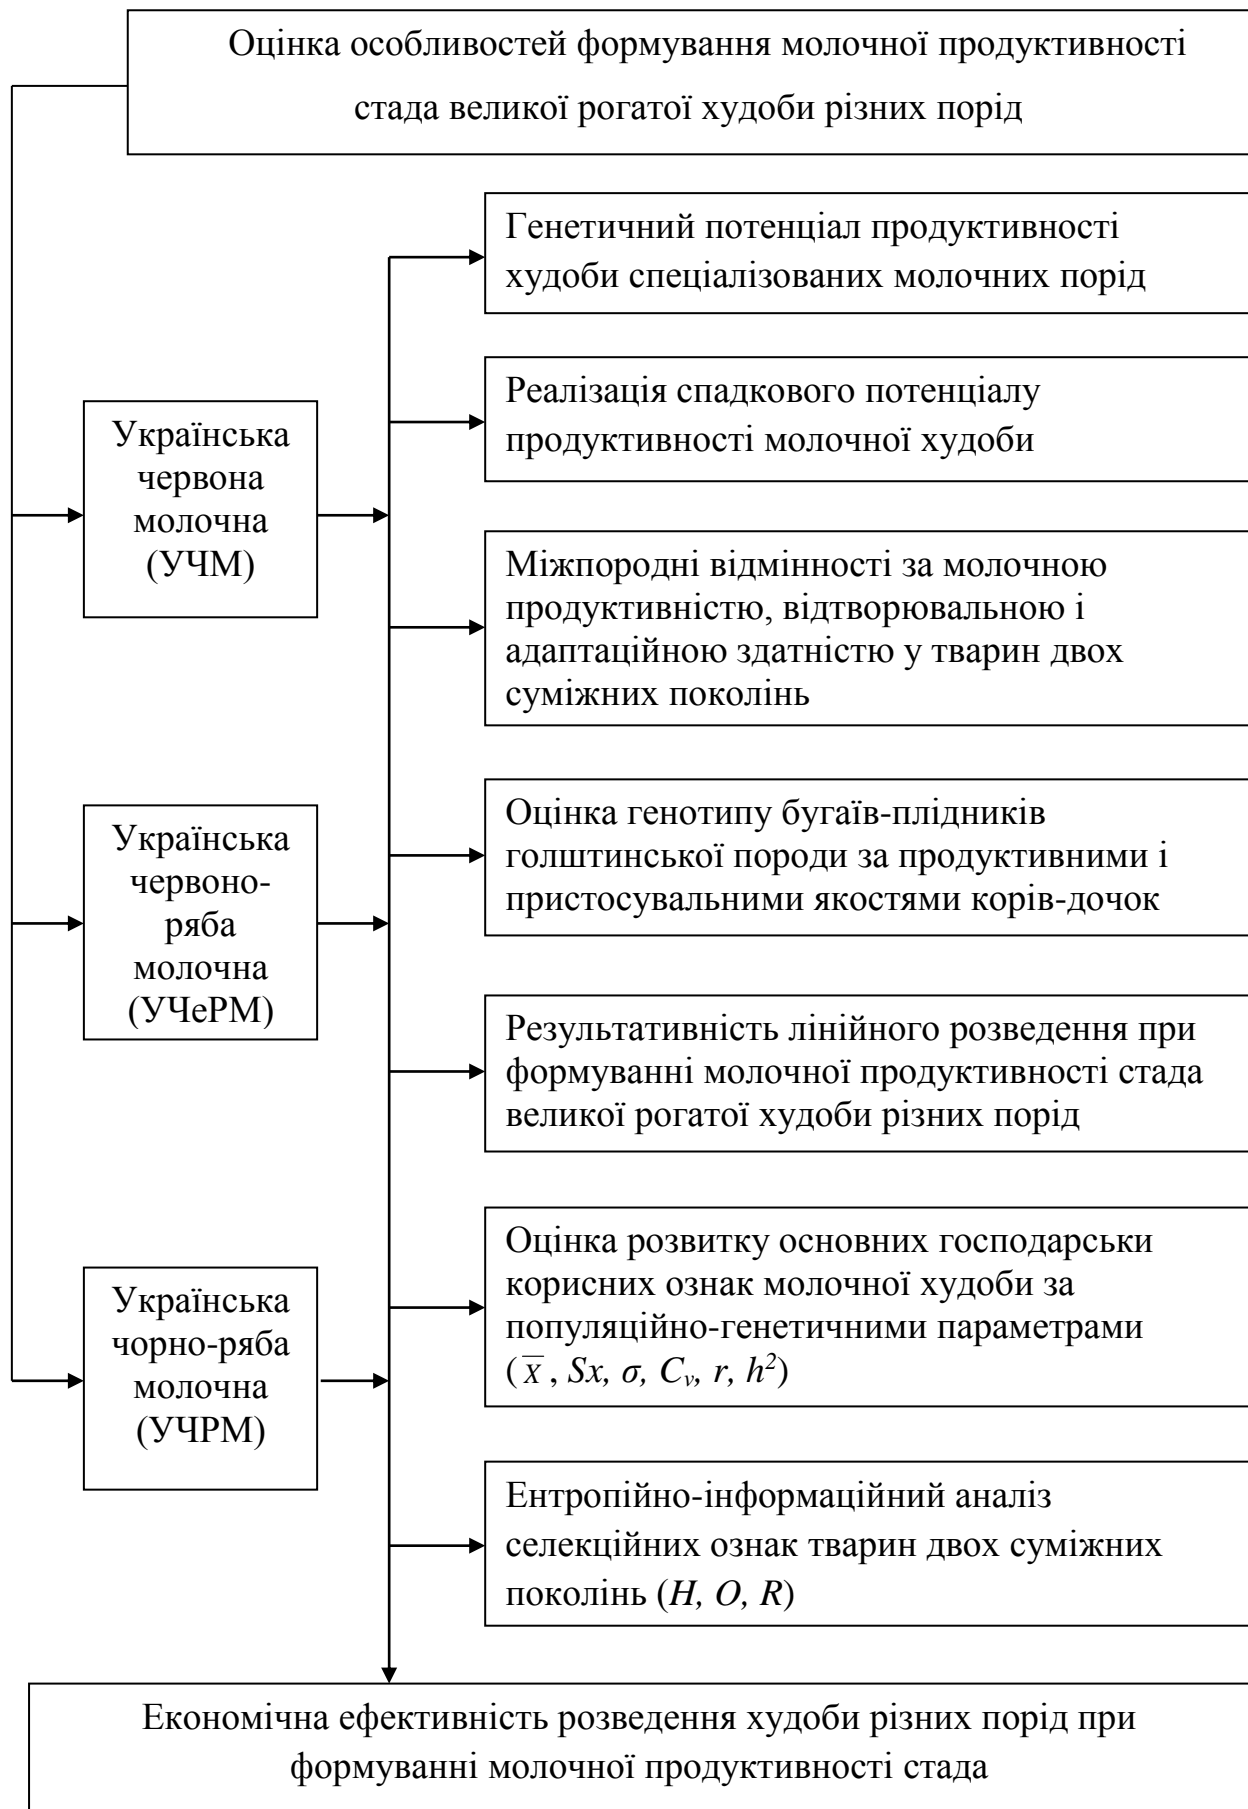 Оцінка особливостей формування молочної продуктивності
стада великої рогатої худоби різних порід
Генетичний потенціал продуктивності
худоби спеціалізованих молочних порід
Реалізація спадкового потенціалу
продуктивності молочної худоби
Українська
червона
молочна
(УЧМ)
Міжпородні відмінності за молочною
продуктивністю, відтворювальною і
адаптаційною здатністю у тварин двох
суміжних поколінь
Українська
червоно-
ряба
молочна
(УЧеРМ)
Оцінка генотипу бугаїв-плідників
голштинської породи за продуктивними і
пристосувальними якостями корів-дочок
Результативність лінійного розведення при
формуванні молочної продуктивності стада
великої рогатої худоби різних порід
Українська
чорно-ряба
молочна
(УЧРМ)
Оцінка розвитку основних господарськи
корисних ознак молочної худоби за
популяційно-генетичними параметрами
(X̅, Sx, σ, Cᵥ, r, h²)
Ентропійно-інформаційний аналіз
селекційних ознак тварин двох суміжних
поколінь (H, O, R)
Економічна ефективність розведення худоби різних порід при
формуванні молочної продуктивності стада